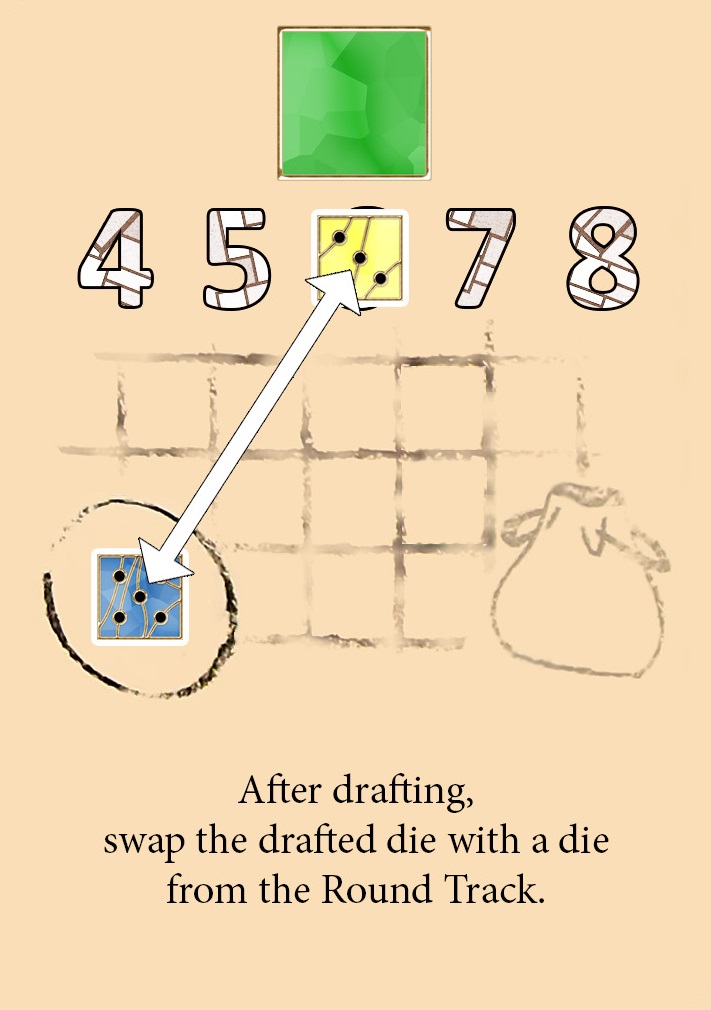 4 5 7 8
After drafting,
swap the drafted die with a die
from the Round Track.